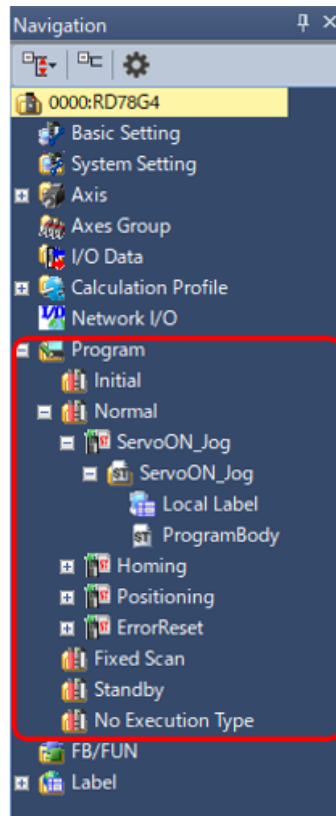 Navigation
0000:RD78G4
Basic Setting
System Setting
Axis
Axes Group
I/O Data
Calculation Profile
Network I/O
Program
Initial
Normal
ServoON_Jog
ServoON_Jog
Local Label
ProgramBody
Homing
Positioning
ErrorReset
Fixed Scan
Standby
No Execution Type
FB/FUN
Label